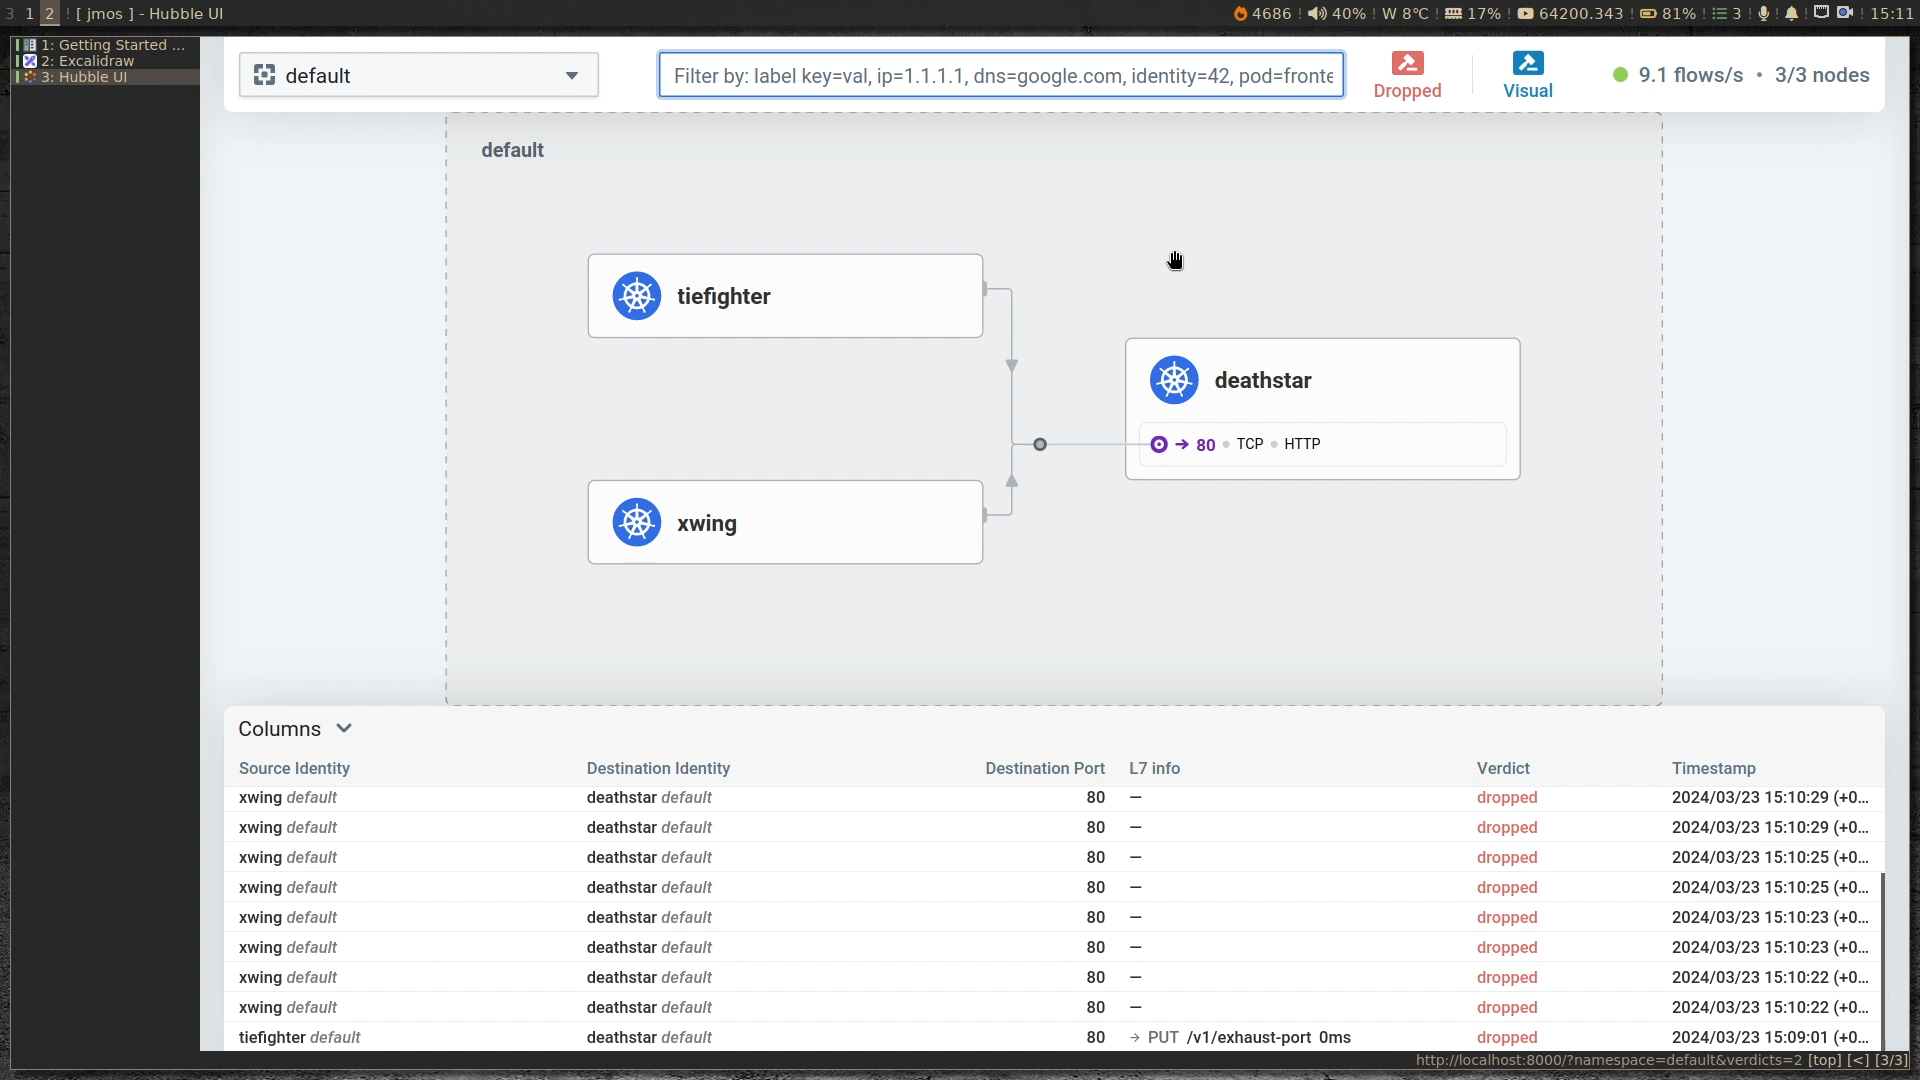 3 1 2 ! [ jmos ] - Hubble UI
4686 ! 40% ! W 8°C ! 17% ! 64200.343 ! 81% ! 3 ! ! ! 15:11
1: Getting Started ...
2: Excalidraw
3: Hubble UI
default
Filter by: label key=val, ip=1.1.1.1, dns=google.com, identity=42, pod=fronte
Dropped
Visual
9.1 flows/s • 3/3 nodes
default
tiefighter
deathstar
→ 80 • TCP • HTTP
xwing
Columns
Source Identity Destination Identity Destination Port L7 info Verdict Timestamp
xwing default deathstar default 80 — dropped 2024/03/23 15:10:29 (+0...
xwing default deathstar default 80 — dropped 2024/03/23 15:10:29 (+0...
xwing default deathstar default 80 — dropped 2024/03/23 15:10:25 (+0...
xwing default deathstar default 80 — dropped 2024/03/23 15:10:25 (+0...
xwing default deathstar default 80 — dropped 2024/03/23 15:10:23 (+0...
xwing default deathstar default 80 — dropped 2024/03/23 15:10:23 (+0...
xwing default deathstar default 80 — dropped 2024/03/23 15:10:22 (+0...
xwing default deathstar default 80 — dropped 2024/03/23 15:10:22 (+0...
tiefighter default deathstar default 80 → PUT /v1/exhaust-port 0ms dropped 2024/03/23 15:09:01 (+0...
http://localhost:8000/?namespace=default&verdicts=2 [top] [<] [3/3]